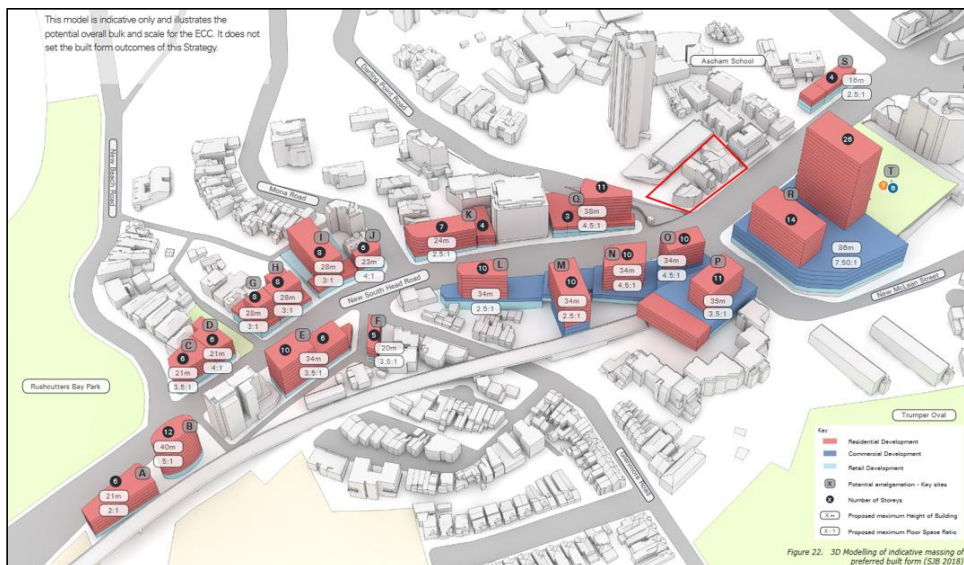 This model is indicative only and illustrates the
potential overall bulk and scale for the ECC. It does not
set the built form outcomes of this Strategy.
Ascham School
S
4
16m
2.5:1
Darling Point Road
New Beach Road
Mona Road
28
T
R
14
86m
7.50:1
11
Q
3
38m
4.5:1
K
7
4
24m
2.5:1
I
8
28m
3:1
J
6
23m
4:1
O
10
34m
4.5:1
N
10
34m
4.5:1
P
11
39m
3.5:1
L
10
34m
2.5:1
M
10
34m
2.5:1
New McLean Street
H
8
28m
3:1
G
8
28m
3:1
New South Head Road
D
6
21m
4:1
C
6
21m
3.5:1
E
10
6
34m
3.5:1
F
5
20m
3.5:1
Rushcutters Bay Park
B
12
40m
5:1
A
6
21m
2:1
Trumper Oval
Key
Residential Development
Commercial Development
Retail Development
X Potential amalgamation - Key sites
X Number of Storeys
X m Proposed maximum Height of Building
X : 1 Proposed maximum Floor Space Ratio
Figure 22. 3D Modelling of indicative massing of
preferred built form (SJB 2018)